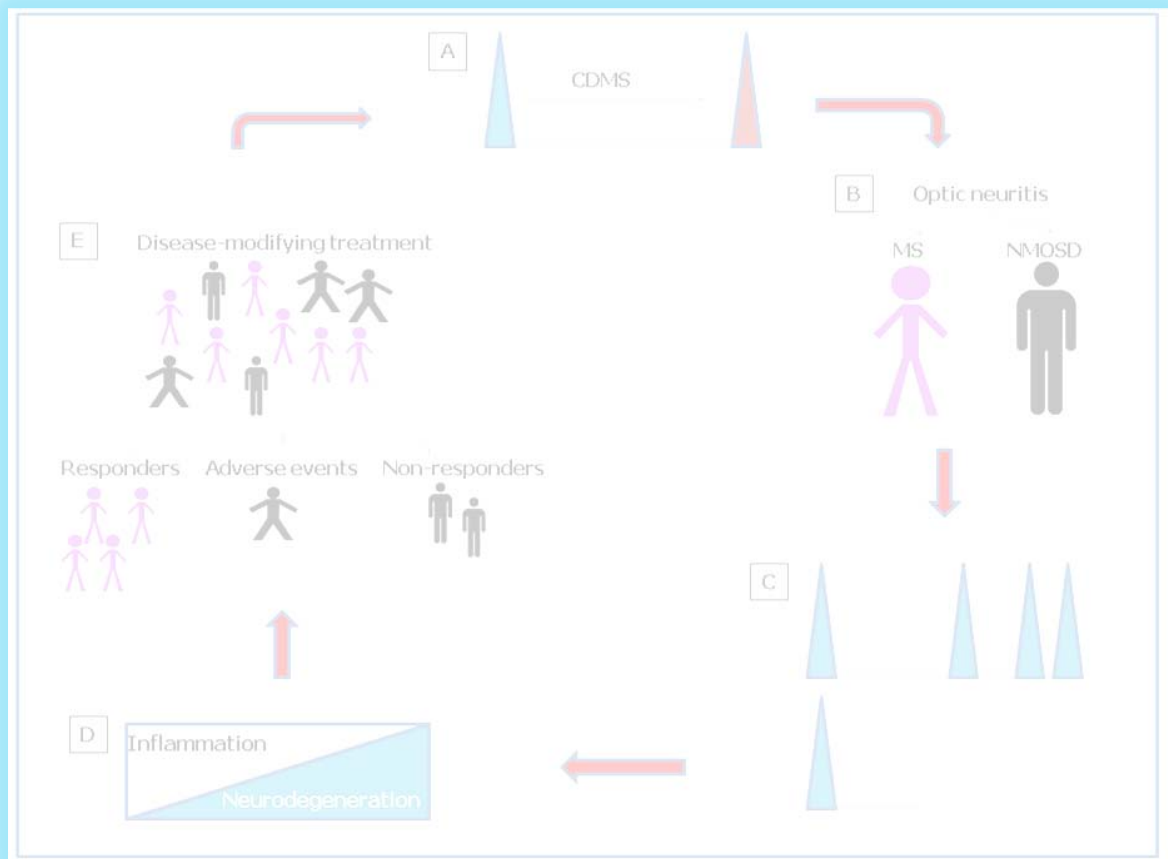 A
CDMS
B
Optic neuritis
MS
NMOSD
E
Disease-modifying treatment
Responders
Adverse events
Non-responders
C
D
Inflammation
Neurodegeneration